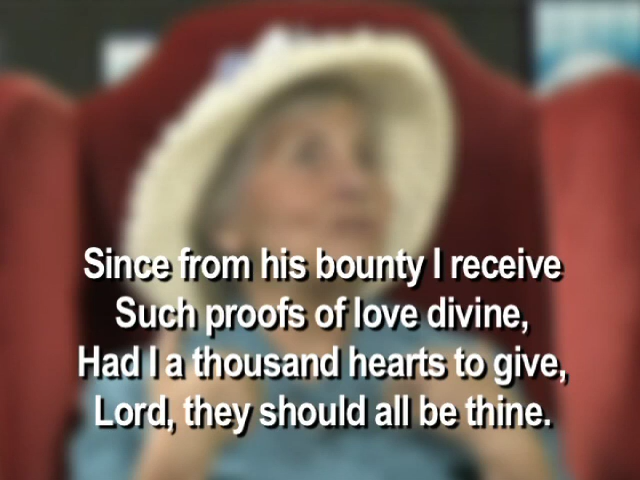 Since from his bounty I receive
Such proofs of love divine,
Had I a thousand hearts to give,
Lord, they should all be thine.